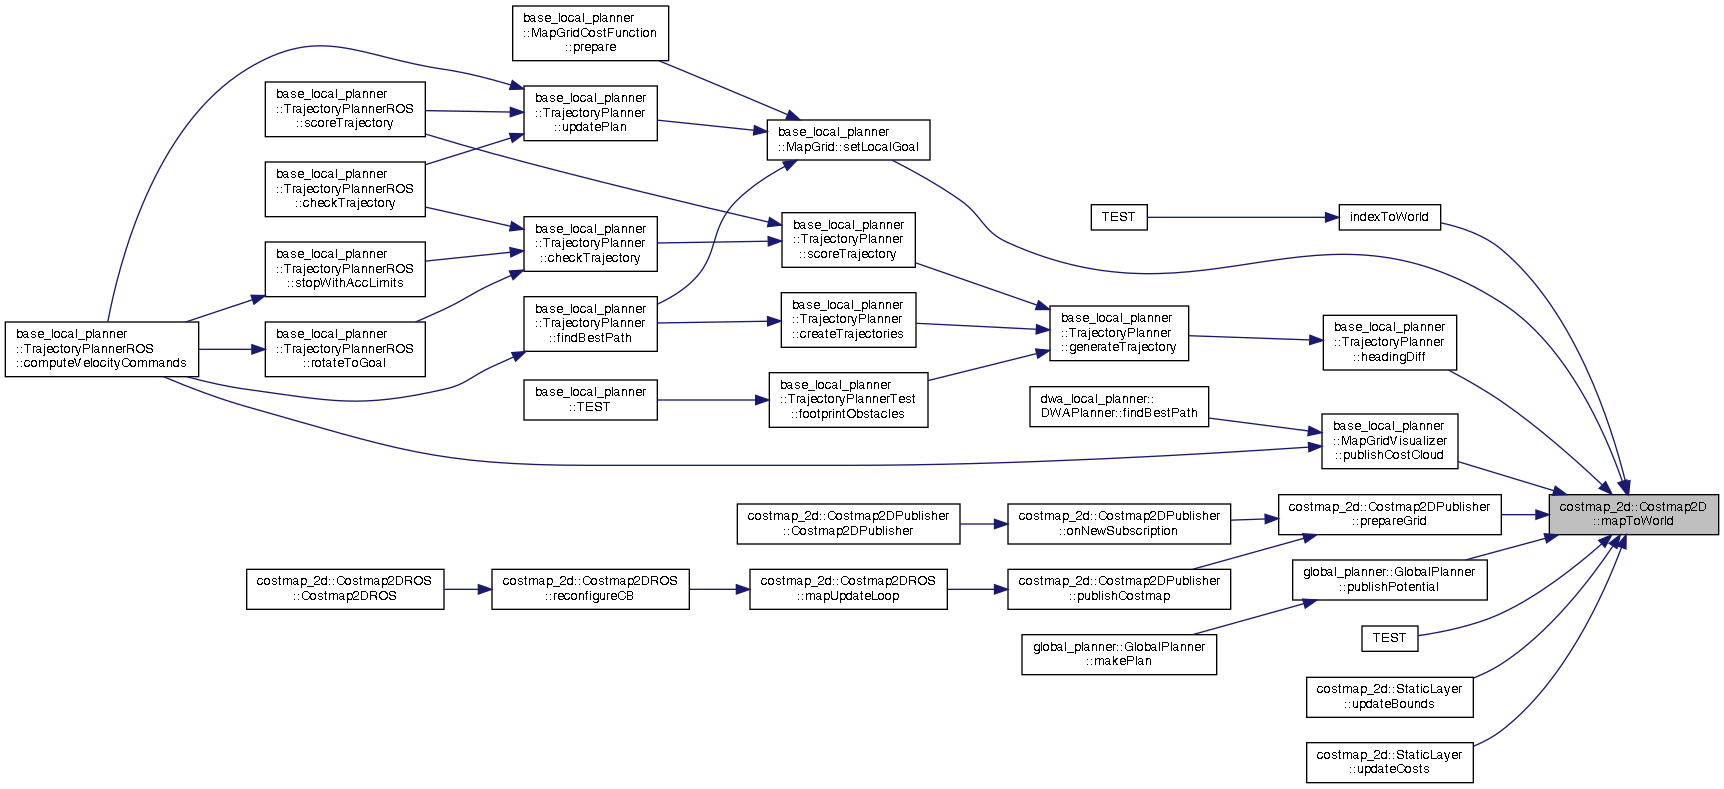 base_local_planner
::MapGridCostFunction
::prepare
base_local_planner
::TrajectoryPlannerROS
::scoreTrajectory
base_local_planner
::TrajectoryPlanner
::updatePlan
base_local_planner
::MapGrid::setLocalGoal
base_local_planner
::TrajectoryPlannerROS
::checkTrajectory
base_local_planner
::TrajectoryPlanner
::checkTrajectory
base_local_planner
::TrajectoryPlanner
::scoreTrajectory
TEST
indexToWorld
base_local_planner
::TrajectoryPlannerROS
::stopWithAccLimits
base_local_planner
::TrajectoryPlannerROS
::computeVelocityCommands
base_local_planner
::TrajectoryPlannerROS
::rotateToGoal
base_local_planner
::TrajectoryPlanner
::findBestPath
base_local_planner
::TrajectoryPlanner
::createTrajectories
base_local_planner
::TrajectoryPlanner
::generateTrajectory
base_local_planner
::TrajectoryPlanner
::headingDiff
base_local_planner
::TEST
base_local_planner
::TrajectoryPlannerTest
::footprintObstacles
dwa_local_planner::
DWAPlanner::findBestPath
base_local_planner
::MapGridVisualizer
::publishCostCloud
costmap_2d::Costmap2DPublisher
::Costmap2DPublisher
costmap_2d::Costmap2DPublisher
::onNewSubscription
costmap_2d::Costmap2DPublisher
::prepareGrid
costmap_2d::Costmap2D
::mapToWorld
costmap_2d::Costmap2DROS
::Costmap2DROS
costmap_2d::Costmap2DROS
::reconfigureCB
costmap_2d::Costmap2DROS
::mapUpdateLoop
costmap_2d::Costmap2DPublisher
::publishCostmap
global_planner::GlobalPlanner
::publishPotential
global_planner::GlobalPlanner
::makePlan
TEST
costmap_2d::StaticLayer
::updateBounds
costmap_2d::StaticLayer
::updateCosts